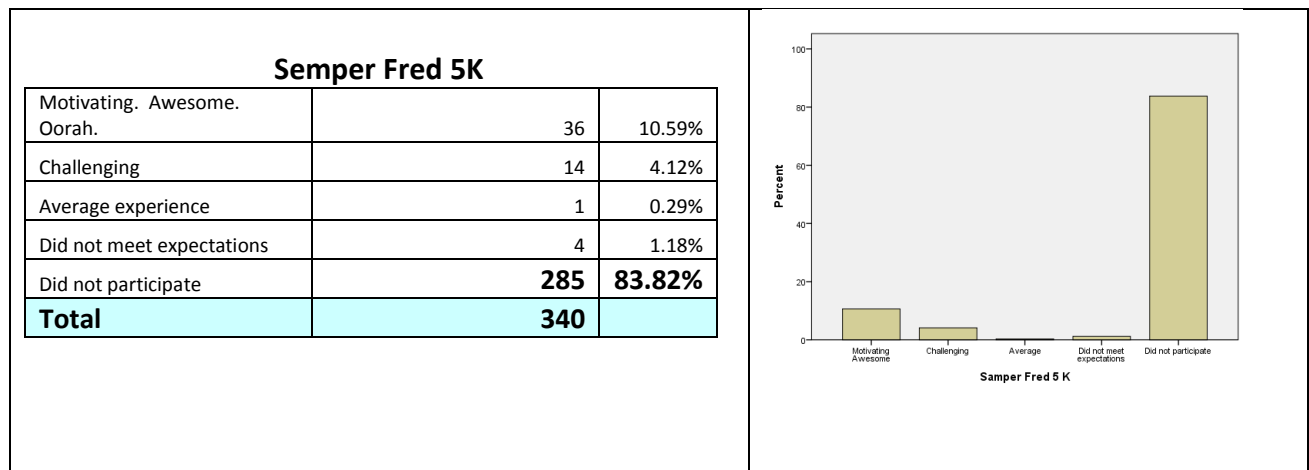 Semper Fred 5K
Motivating. Awesome.
Oorah. 36 10.59%
Challenging 14 4.12%
Average experience 1 0.29%
Did not meet expectations 4 1.18%
Did not participate 285 83.82%
Total 340
100
80
60
40
20
0
Percent
Motivating
Awesome
Challenging
Average
Did not meet
expectations
Did not participate
Samper Fred 5 K